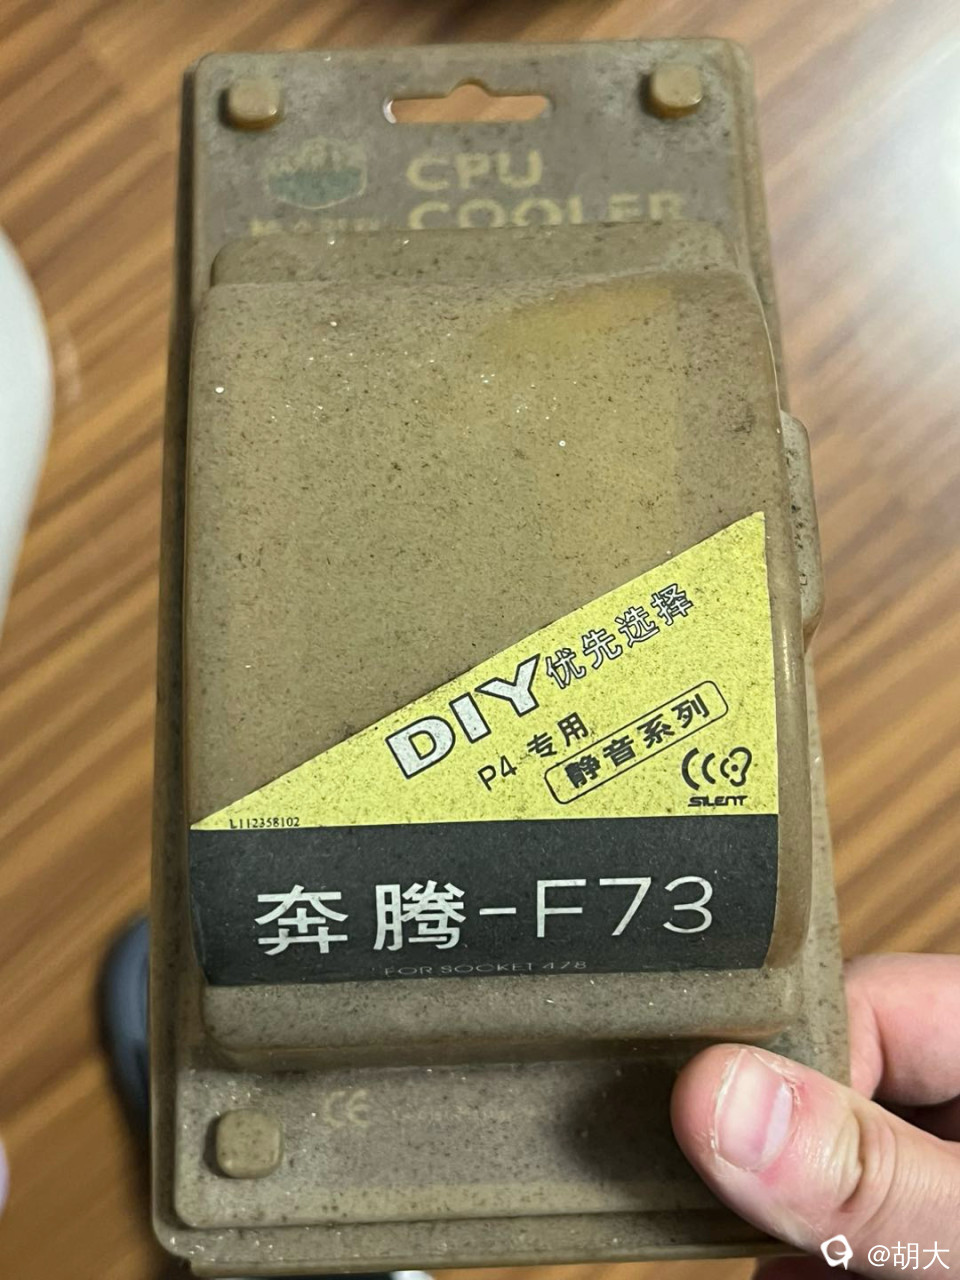 CPU
COOLER
DIY优先选择
P4 专用
静音系列
SILENT
L112358102
奔腾-F73
FOR SOCKET 478
CE
@胡大